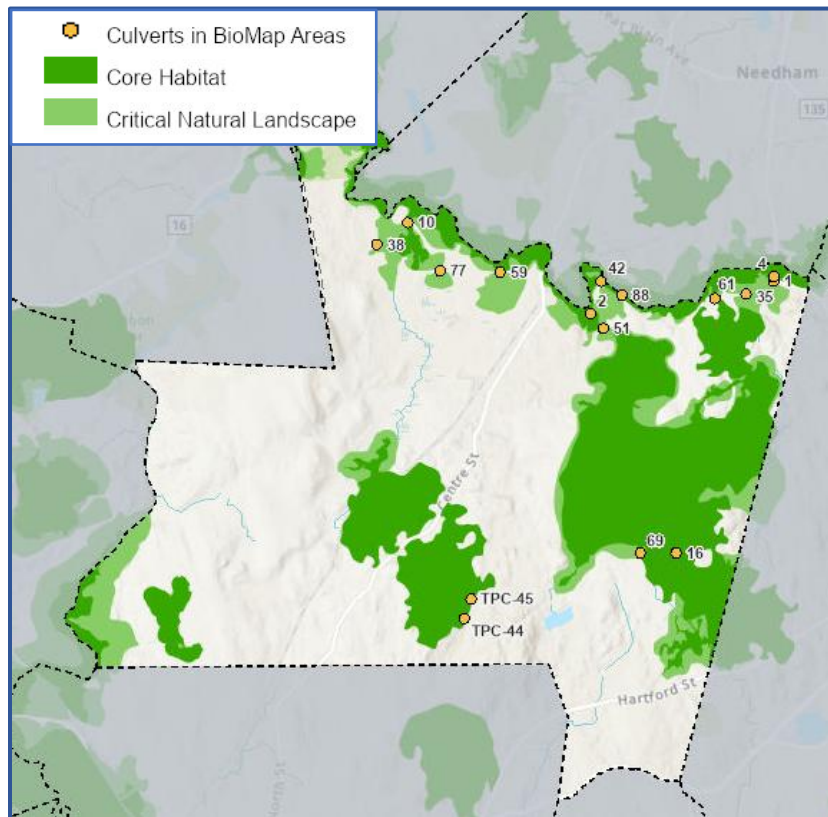 Culverts in BioMap Areas
Core Habitat
Critical Natural Landscape
Needham
135
16
10
38
77
59
42
88
2
51
4
1
35
61
Centre St
69
16
TPC-45
TPC-44
Hartford St